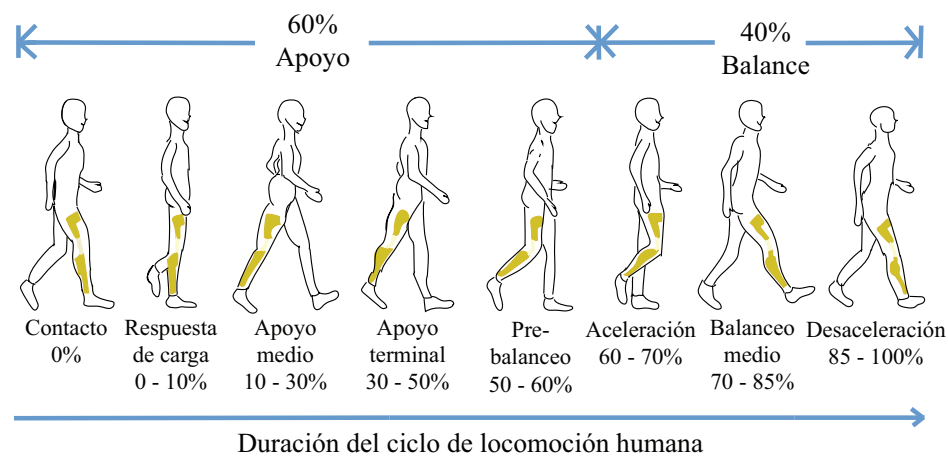 60%
Apoyo
40%
Balance
Contacto
0%
Respuesta
de carga
0 - 10%
Apoyo
medio
10 - 30%
Apoyo
terminal
30 - 50%
Pre-
balanceo
50 - 60%
Aceleración
60 - 70%
Balanceo
medio
70 - 85%
Desaceleración
85 - 100%
Duración del ciclo de locomoción humana